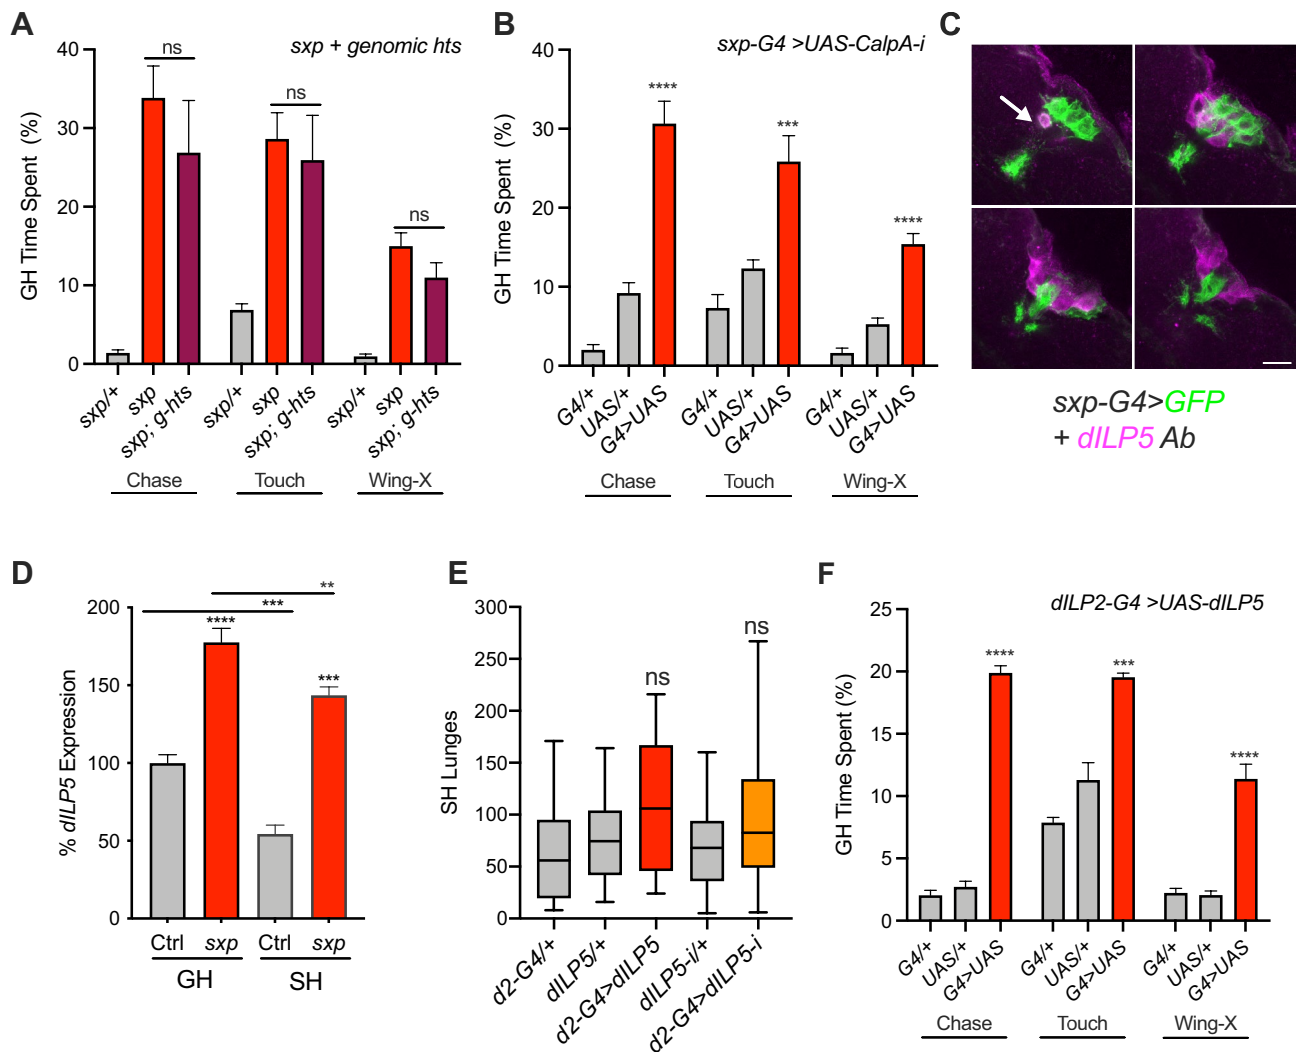 A
sxp + genomic hts
GH Time Spent (%)
40
30
20
10
0
ns
ns
ns
sxp/+
sxp
sxp; g-hts
sxp/+
sxp
sxp; g-hts
sxp/+
sxp
sxp; g-hts
Chase
Touch
Wing-X
B
sxp-G4 >UAS-CalpA-i
GH Time Spent (%)
40
30
20
10
0
****
***
****
G4/+
UAS/+
G4>UAS
G4/+
UAS/+
G4>UAS
G4/+
UAS/+
G4>UAS
Chase
Touch
Wing-X
C
sxp-G4>GFP
+ dILP5 Ab
D
% dILP5 Expression
200
150
100
50
0
**
***
****
***
Ctrl
sxp
Ctrl
sxp
GH
SH
E
SH Lunges
300
250
200
150
100
50
0
ns
ns
d2-G4/+
dILP5/+
d2-G4>dILP5
dILP5-i/+
d2-G4>dILP5-i
F
dILP2-G4 >UAS-dILP5
GH Time Spent (%)
25
20
15
10
5
0
****
***
****
G4/+
UAS/+
G4>UAS
G4/+
UAS/+
G4>UAS
G4/+
UAS/+
G4>UAS
Chase
Touch
Wing-X